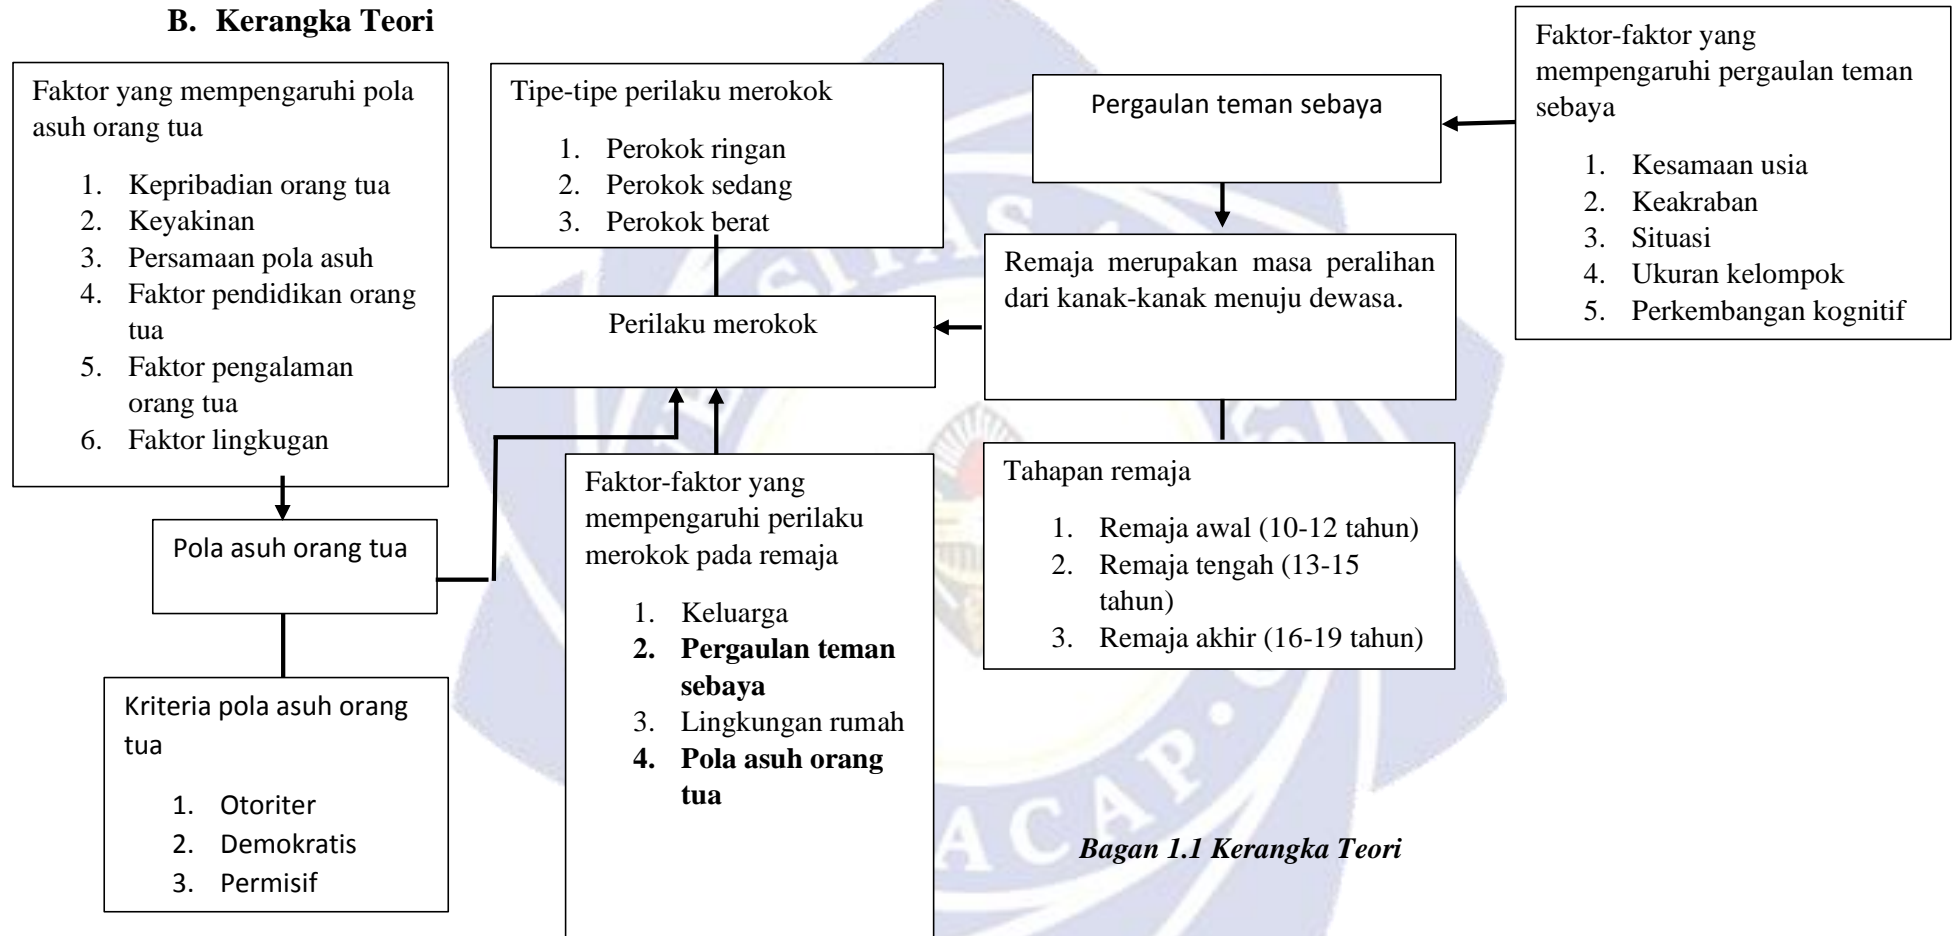 B. Kerangka Teori
Faktor yang mempengaruhi pola
asuh orang tua
1. Kepribadian orang tua
2. Keyakinan
3. Persamaan pola asuh
4. Faktor pendidikan orang
tua
5. Faktor pengalaman
orang tua
6. Faktor lingkugan
Pola asuh orang tua
Kriteria pola asuh orang
tua
1. Otoriter
2. Demokratis
3. Permisif
Tipe-tipe perilaku merokok
1. Perokok ringan
2. Perokok sedang
3. Perokok berat
Perilaku merokok
Faktor-faktor yang
mempengaruhi perilaku
merokok pada remaja
1. Keluarga
2. Pergaulan teman
sebaya
3. Lingkungan rumah
4. Pola asuh orang
tua
Pergaulan teman sebaya
Remaja merupakan masa peralihan
dari kanak-kanak menuju dewasa.
Tahapan remaja
1. Remaja awal (10-12 tahun)
2. Remaja tengah (13-15
tahun)
3. Remaja akhir (16-19 tahun)
Faktor-faktor yang
mempengaruhi pergaulan teman
sebaya
1. Kesamaan usia
2. Keakraban
3. Situasi
4. Ukuran kelompok
5. Perkembangan kognitif
Bagan 1.1 Kerangka Teori